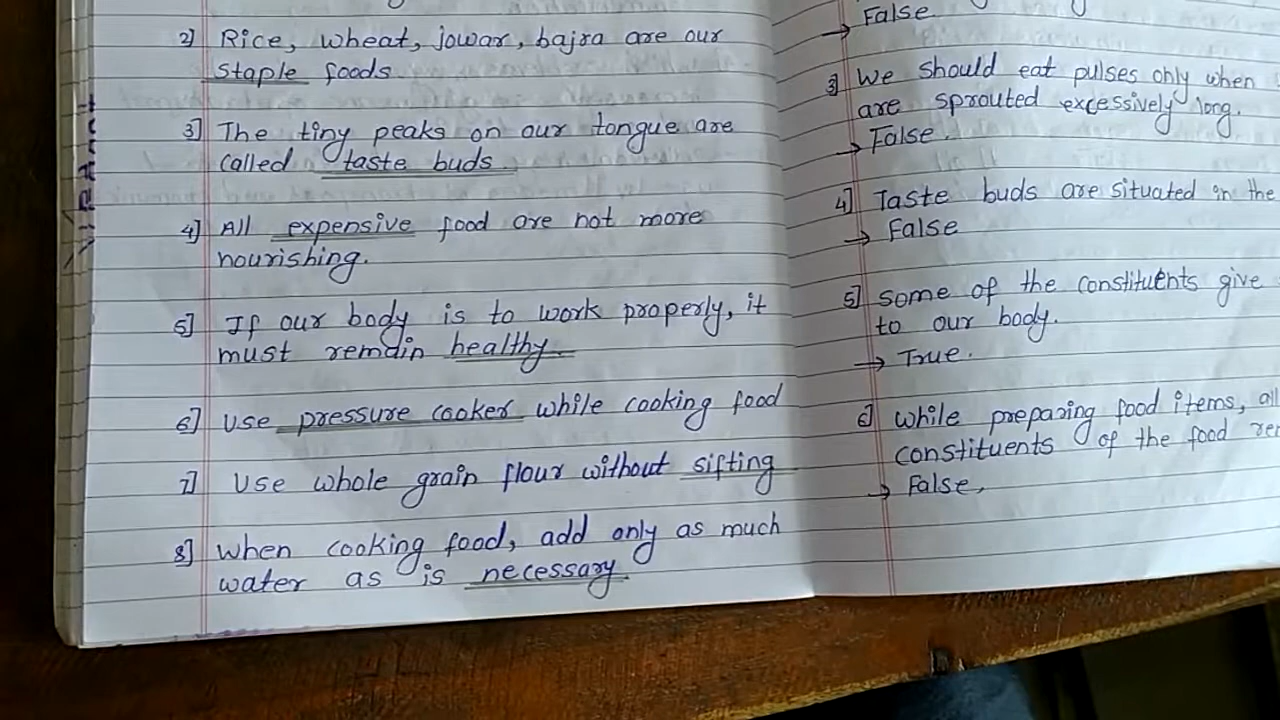 2] Rice, wheat, jowar, bajra are our
staple foods
3] The tiny peaks on our tongue are
called taste buds
4] All expensive food are not more
nourishing.
5] If our body is to work properly, it
must remain healthy
6] Use pressure cooker while cooking food
7] Use whole grain flour without sifting
8] When cooking food, add only as much
water as is necessary.
→ False
3] We should eat pulses only when
are sprouted excessively long.
→ False.
4] Taste buds are situated in the
→ False
5] Some of the constituents give
to our body.
→ True.
6] While preparing food items, all
constituents of the food
→ False,